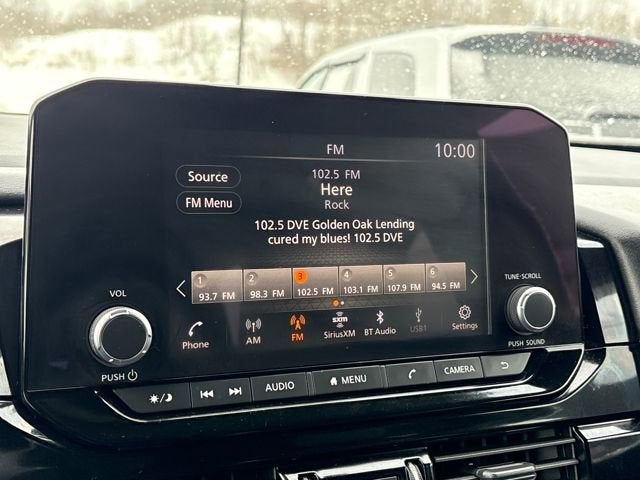 FM
10:00
Source
102.5 FM
FM Menu
Here
Rock
102.5 DVE Golden Oak Lending
cured my blues! 102.5 DVE
1 2 3 4 5 6
93.7 FM 98.3 FM 102.5 FM 103.1 FM 107.9 FM 94.5 FM
Phone AM FM sxm SiriusXM BT Audio USB1 Settings
VOL
PUSH
TUNE·SCROLL
PUSH SOUND
AUDIO MENU CAMERA